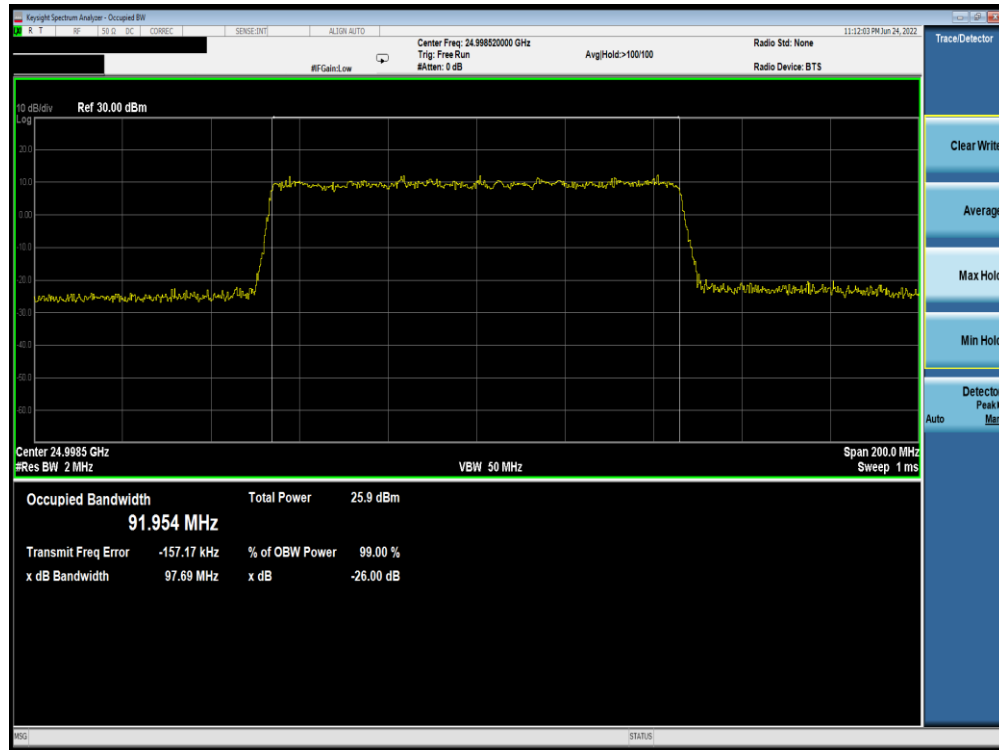 Keysight Spectrum Analyzer - Occupied BW
R T RF 50 Ω DC CORREC SENSE:INT ALIGN AUTO 11:12:03 PM Jun 24, 2022
Center Freq: 24.998520000 GHz Radio Std: None
Trig: Free Run Avg|Hold:>100/100
#IFGain:Low #Atten: 0 dB Radio Device: BTS
Trace/Detector
10 dB/div Ref 30.00 dBm
Log
20.0
10.0
0.00
-10.0
-20.0
-30.0
-40.0
-50.0
-60.0
Center 24.9985 GHz Span 200.0 MHz
#Res BW 2 MHz VBW 50 MHz Sweep 1 ms
Occupied Bandwidth Total Power 25.9 dBm
91.954 MHz
Transmit Freq Error -157.17 kHz % of OBW Power 99.00 %
x dB Bandwidth 97.69 MHz x dB -26.00 dB
Clear Write
Average
Max Hold
Min Hold
Detector
Peak
Auto Man
MSG STATUS